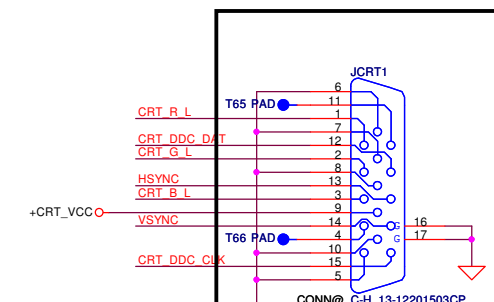 JCRT1
6
T65 PAD 11
CRT_R_L 1
7
CRT_DDC_DAT 12
CRT_G_L 2
8
HSYNC 13
CRT_B_L 3
+CRT_VCC 9
VSYNC 14 G 16
T66 PAD 4 G 17
10
CRT_DDC_CLK 15
5
CONN@ C-H_13-12201503CP